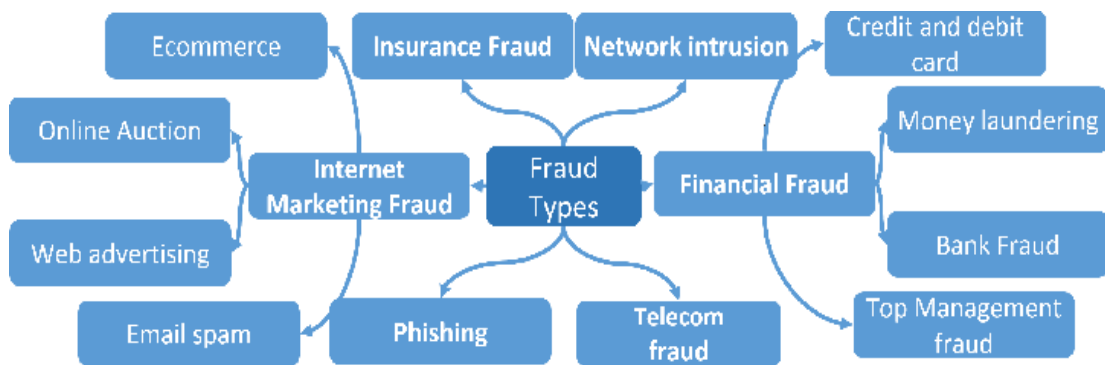 Ecommerce
Insurance Fraud
Network intrusion
Credit and debit
card
Online Auction
Money laundering
Internet
Marketing Fraud
Fraud
Types
Financial Fraud
Web advertising
Bank Fraud
Email spam
Phishing
Telecom
fraud
Top Management
fraud